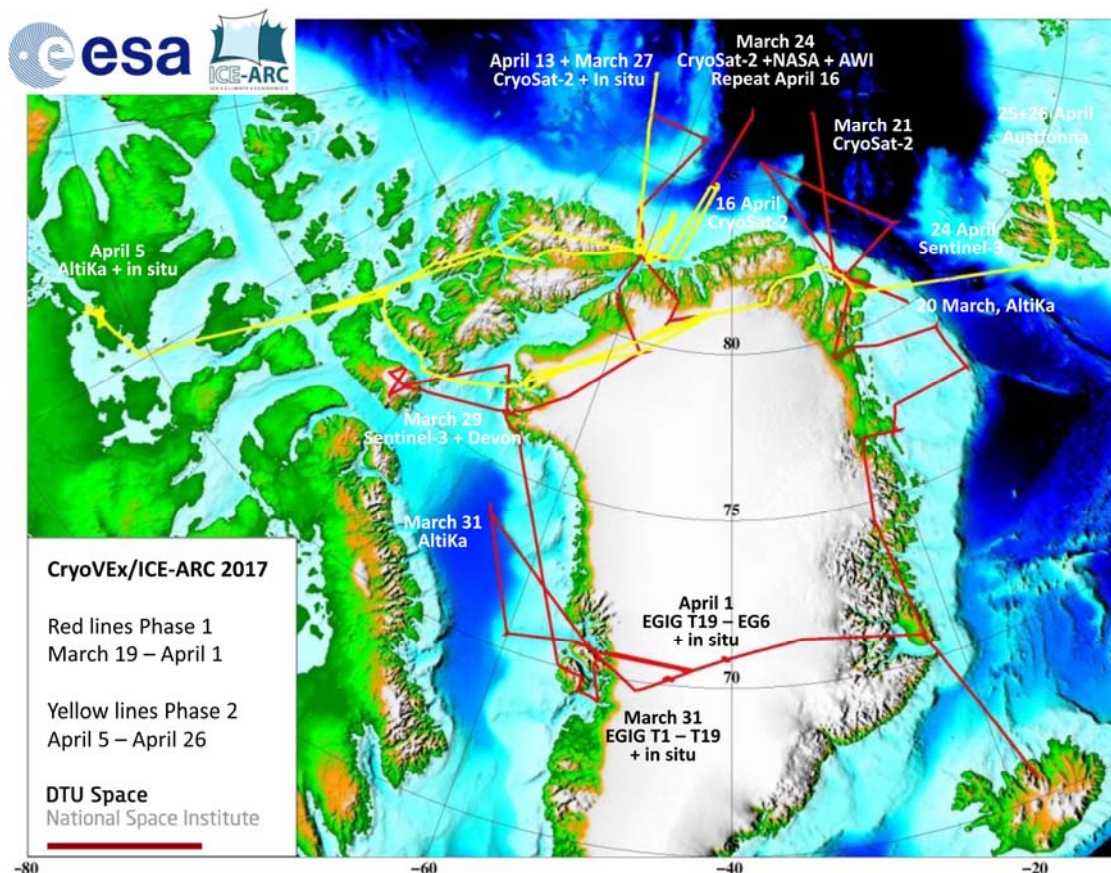 esa
ICE-ARC
ICE • CLIMATE • ECONOMICS
April 13 + March 27
CryoSat-2 + In situ
March 24
CryoSat-2 +NASA + AWI
Repeat April 16
March 21
CryoSat-2
25+26 April
Austfonna
16 April
CryoSat-2
24 April
Sentinel-3
April 5
AltiKa + in situ
20 March, AltiKa
80
March 29
Sentinel-3 + Devon
75
March 31
AltiKa
April 1
EGIG T19 – EG6
+ in situ
70
March 31
EGIG T1 – T19
+ in situ
CryoVEx/ICE-ARC 2017
Red lines Phase 1
March 19 – April 1
Yellow lines Phase 2
April 5 – April 26
DTU Space
National Space Institute
−80
−60
−40
−20